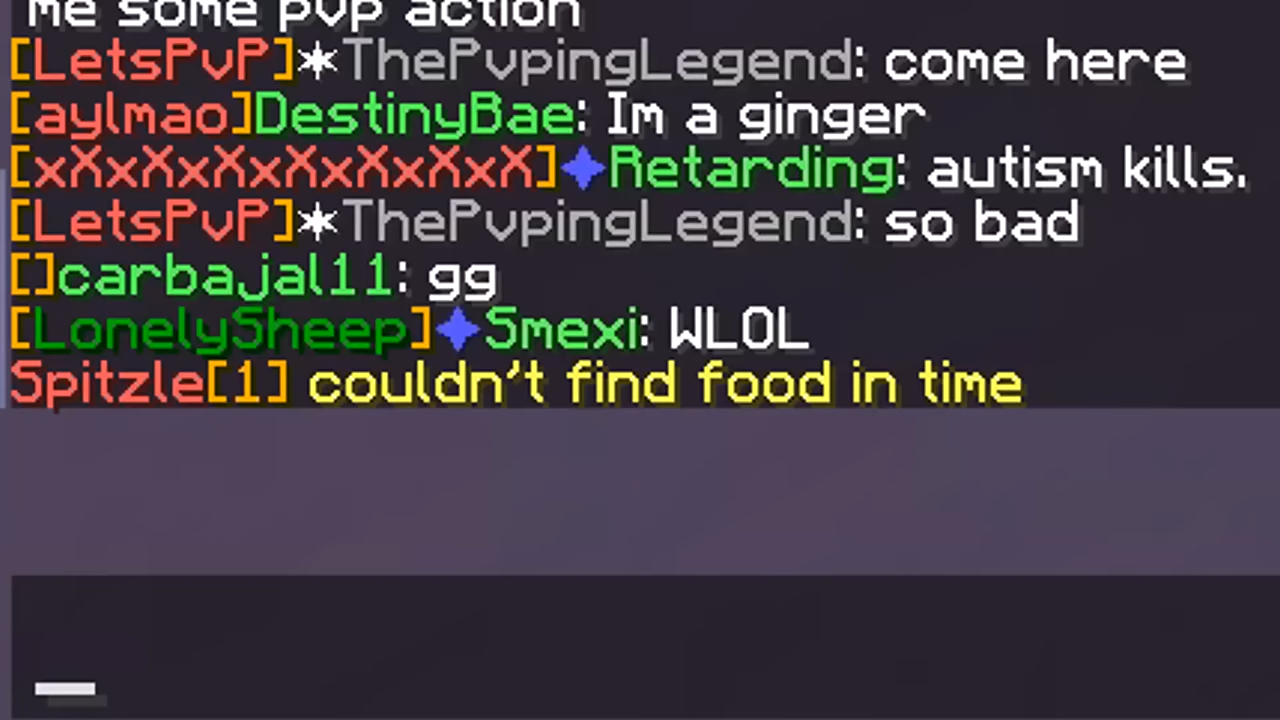 me some pvp action
[LetsPvP]✶ThePvpingLegend: come here
[aylmao]DestinyBae: Im a ginger
[xXxXxXxXxXxXxX]✦Retarding: autism kills.
[LetsPvP]✶ThePvpingLegend: so bad
[]carbajal11: gg
[LonelySheep]✦Smexi: WLOL
Spitzle[1] couldn't find food in time
_